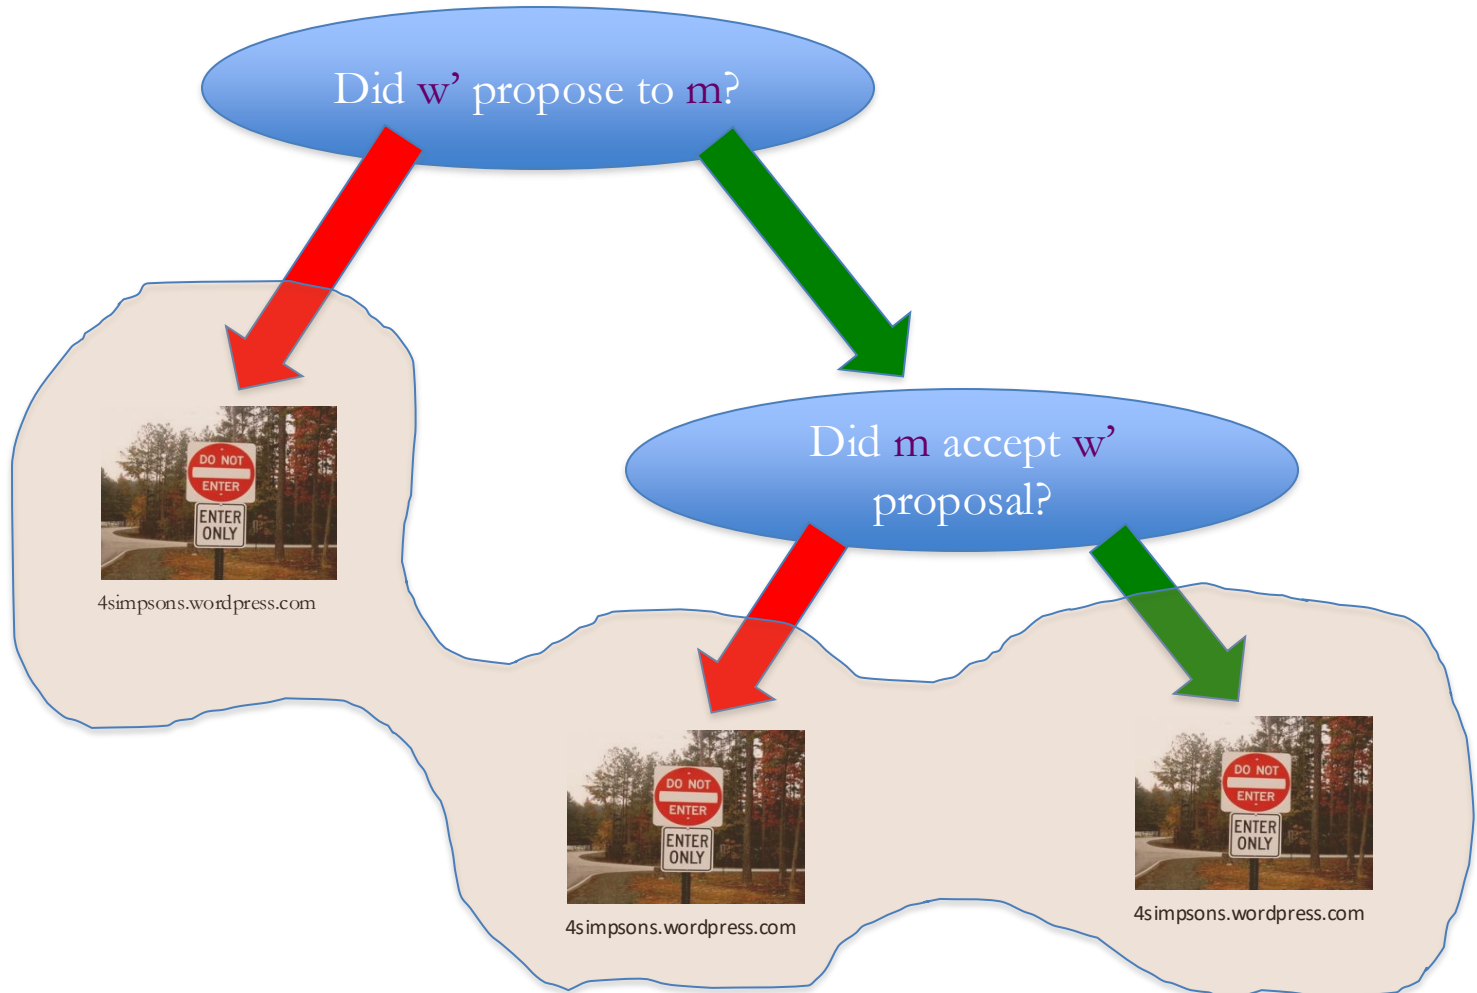 Did w’ propose to m?
Did m accept w’
proposal?
DO NOT
ENTER
ENTER
ONLY
4simpsons.wordpress.com
DO NOT
ENTER
ENTER
ONLY
4simpsons.wordpress.com
DO NOT
ENTER
ENTER
ONLY
4simpsons.wordpress.com